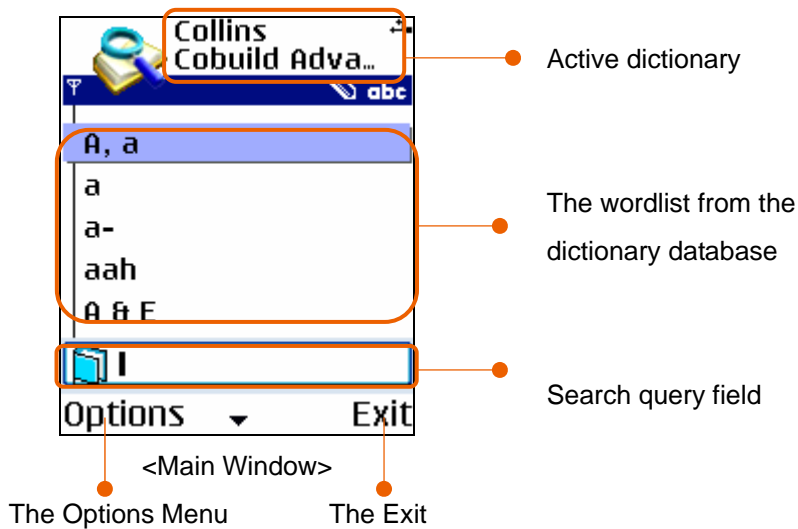 Collins
Cobuild Adva...
Active dictionary
abc
A, a
a
a-
aah
A & E
The wordlist from the
dictionary database
Search query field
Options
Exit
<Main Window>
The Options Menu
The Exit